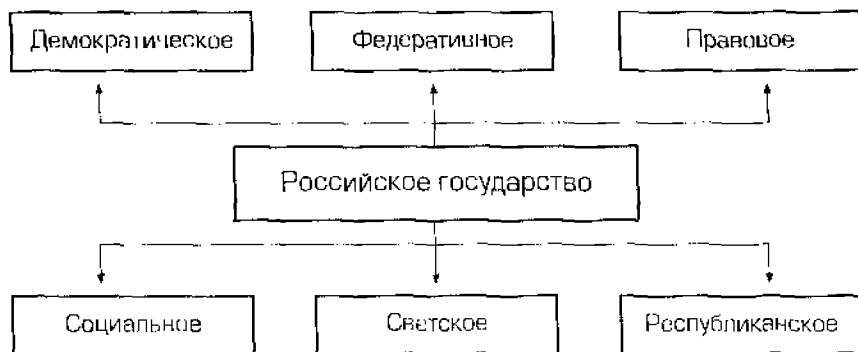 Демократическое
Федеративное
Правовое
Российское государство
Социальное
Светское
Республиканское